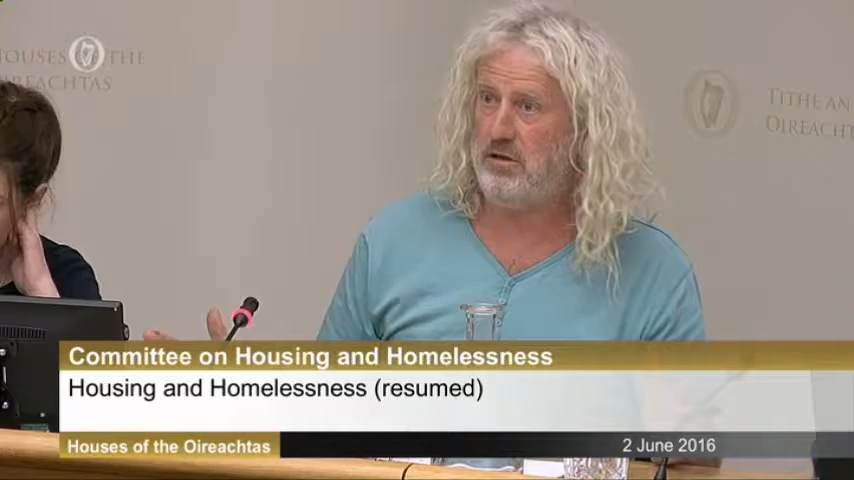 HOUSES OF THE
OIREACHTAS
TITHE AN
OIREACHT
Committee on Housing and Homelessness
Housing and Homelessness (resumed)
Houses of the Oireachtas
2 June 2016